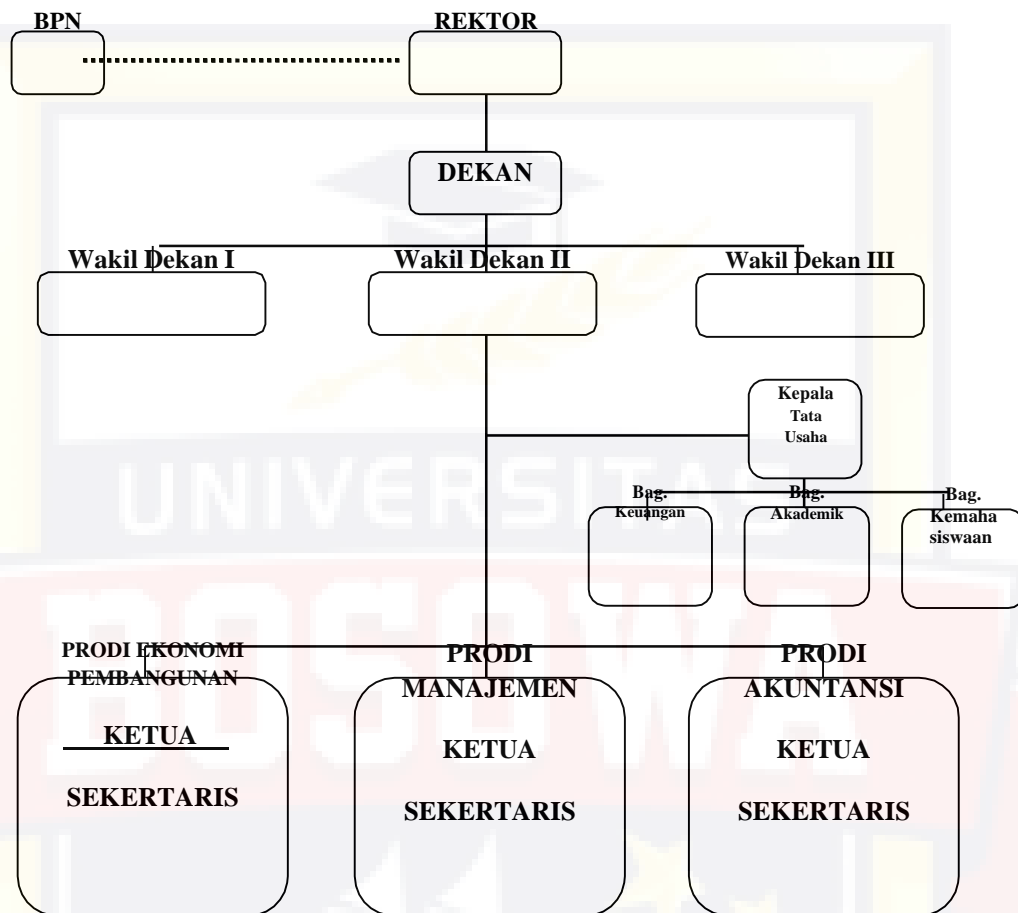 BPN
REKTOR
DEKAN
Wakil Dekan I
Wakil Dekan II
Wakil Dekan III
Kepala
Tata
Usaha
Bag.
Keuangan
Bag.
Akademik
Bag.
Kemaha
siswaan
UNIVERSITAS
BOSOWA
PRODI EKONOMI
PEMBANGUNAN
KETUA
SEKERTARIS
PRODI
MANAJEMEN
KETUA
SEKERTARIS
PRODI
AKUNTANSI
KETUA
SEKERTARIS